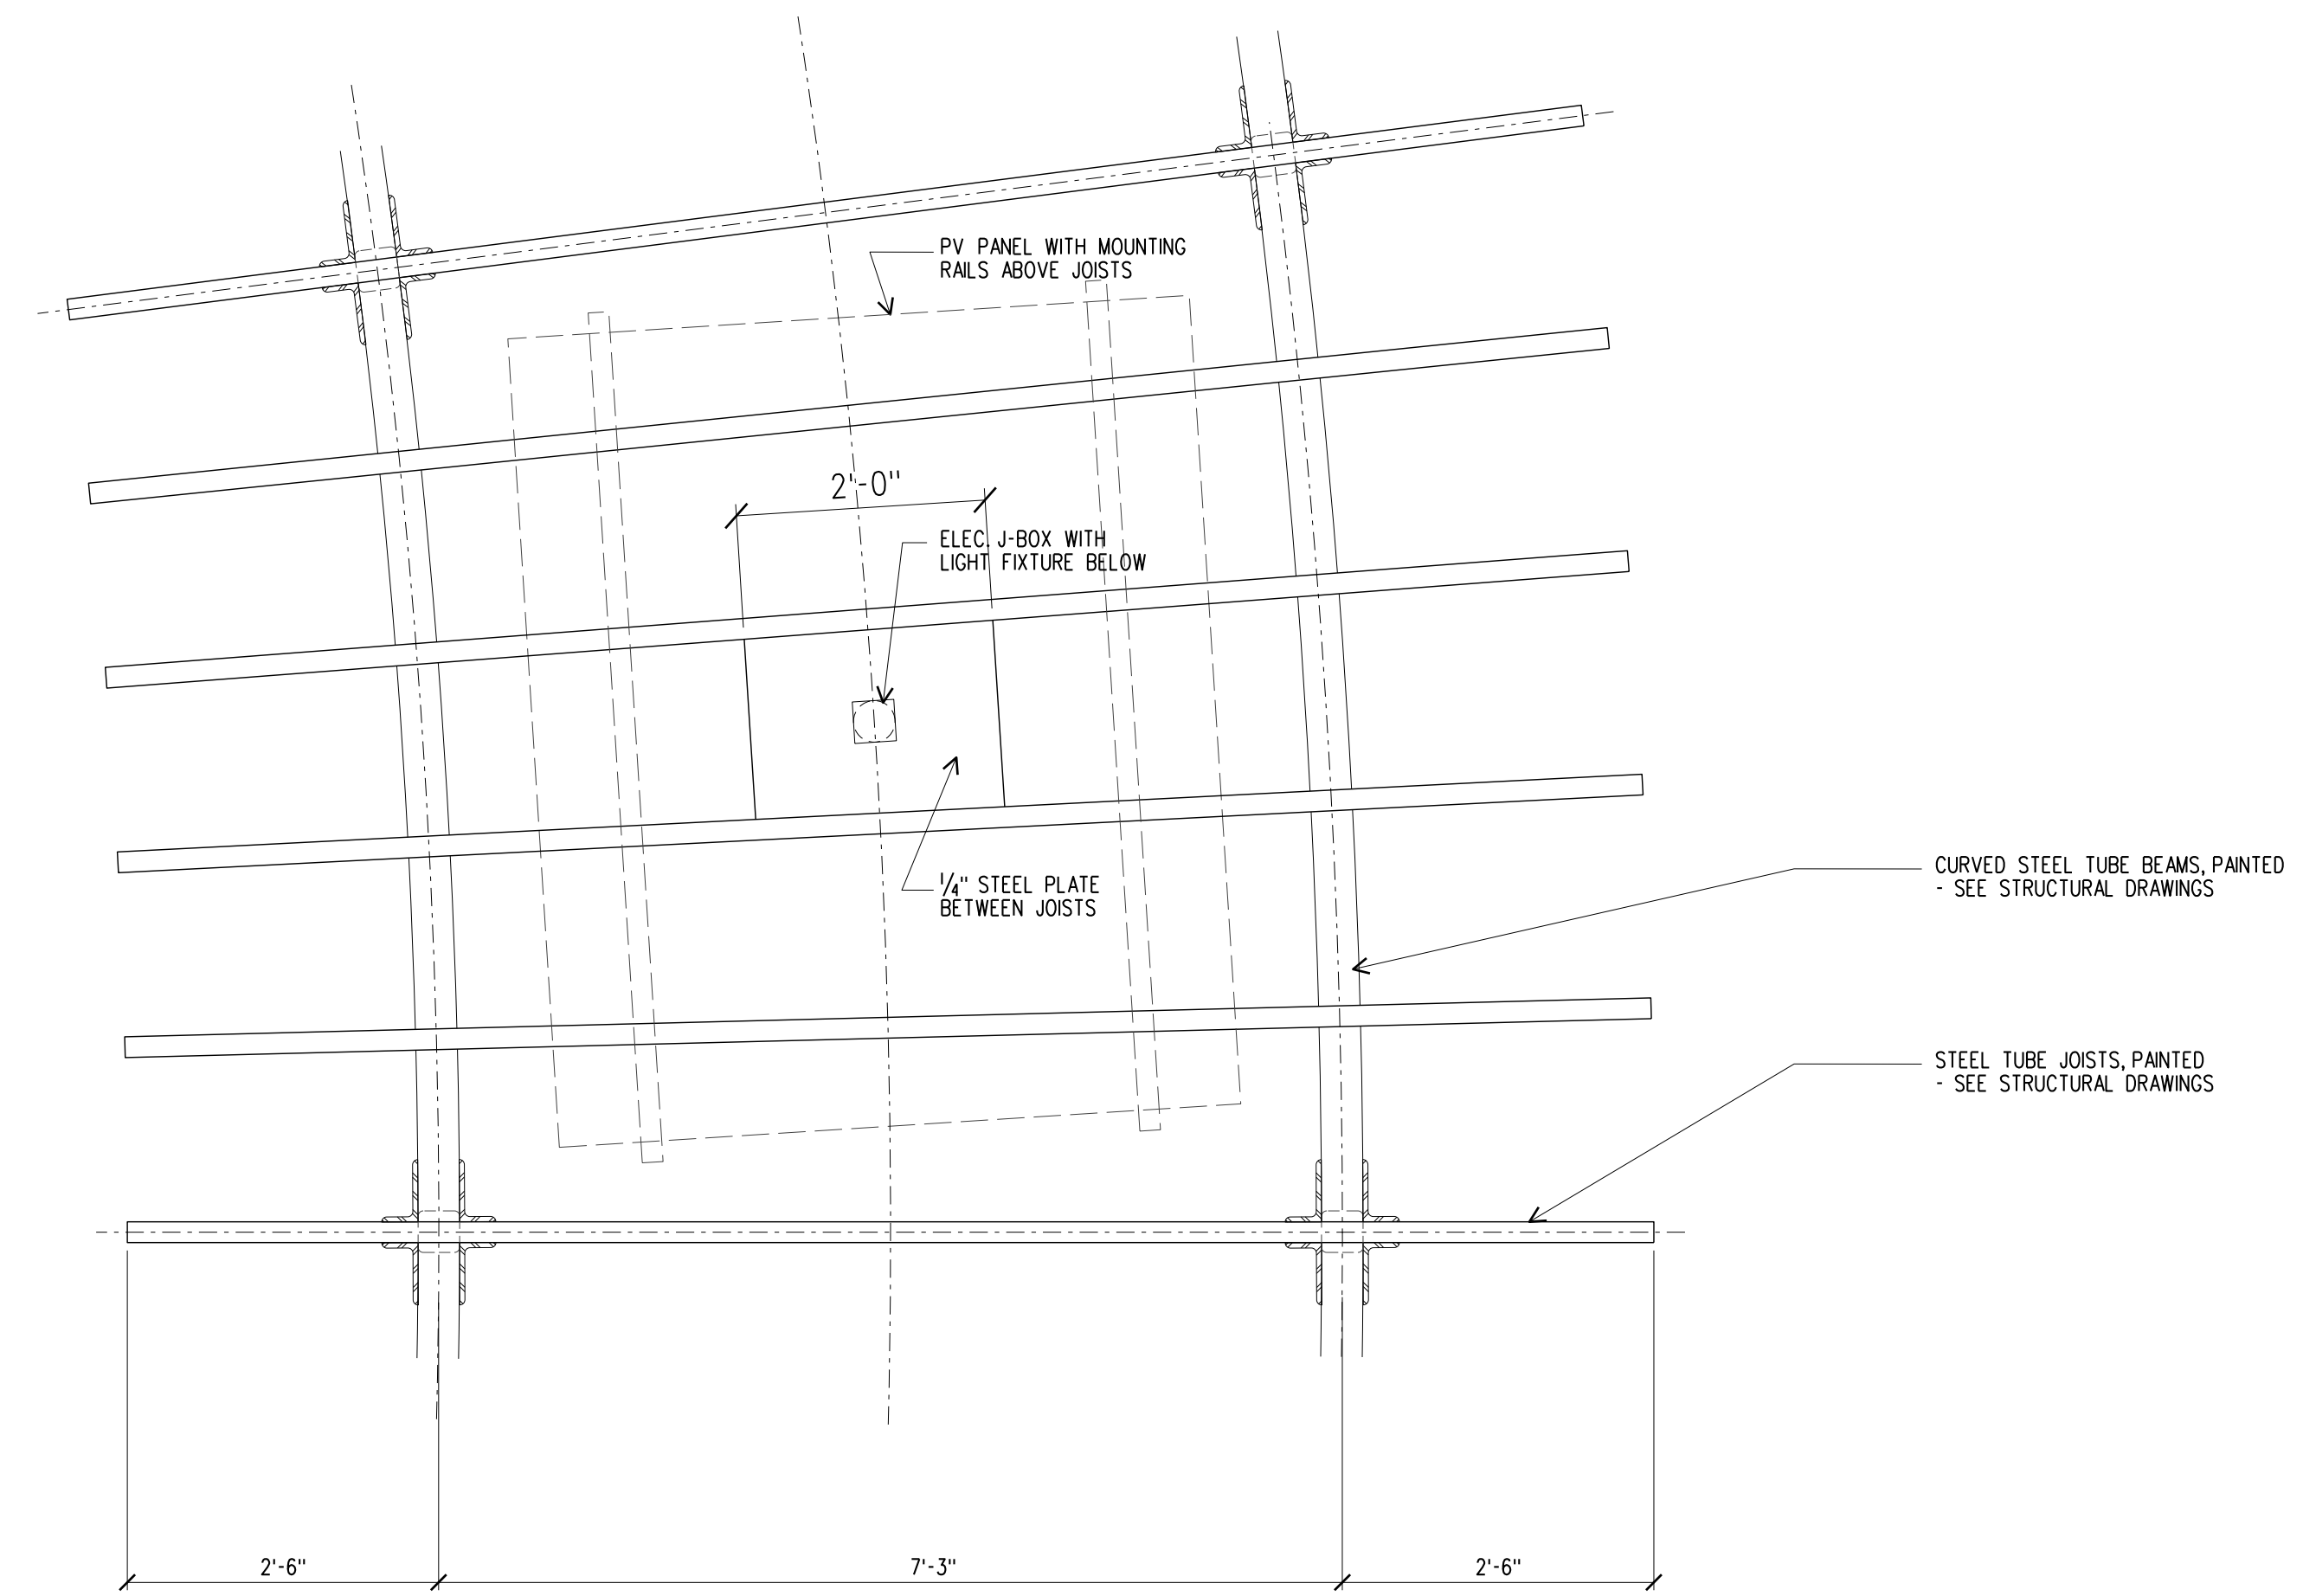 PV PANEL WITH MOUNTING
RAILS ABOVE JOISTS
2'-0"
ELEC. J-BOX WITH
LIGHT FIXTURE BELOW
1/4" STEEL PLATE
BETWEEN JOISTS
CURVED STEEL TUBE BEAMS, PAINTED
- SEE STRUCTURAL DRAWINGS
STEEL TUBE JOISTS, PAINTED
- SEE STRUCTURAL DRAWINGS
2'-6"
7'-3"
2'-6"